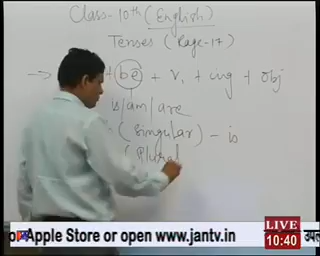 Class-10th (English)
Tenses (Page-17)
→ + be + V1 + ing + obj
is/am/are
(Singular) - is
(Plural
LIVE
or Apple Store or open www.jantv.in
10:40